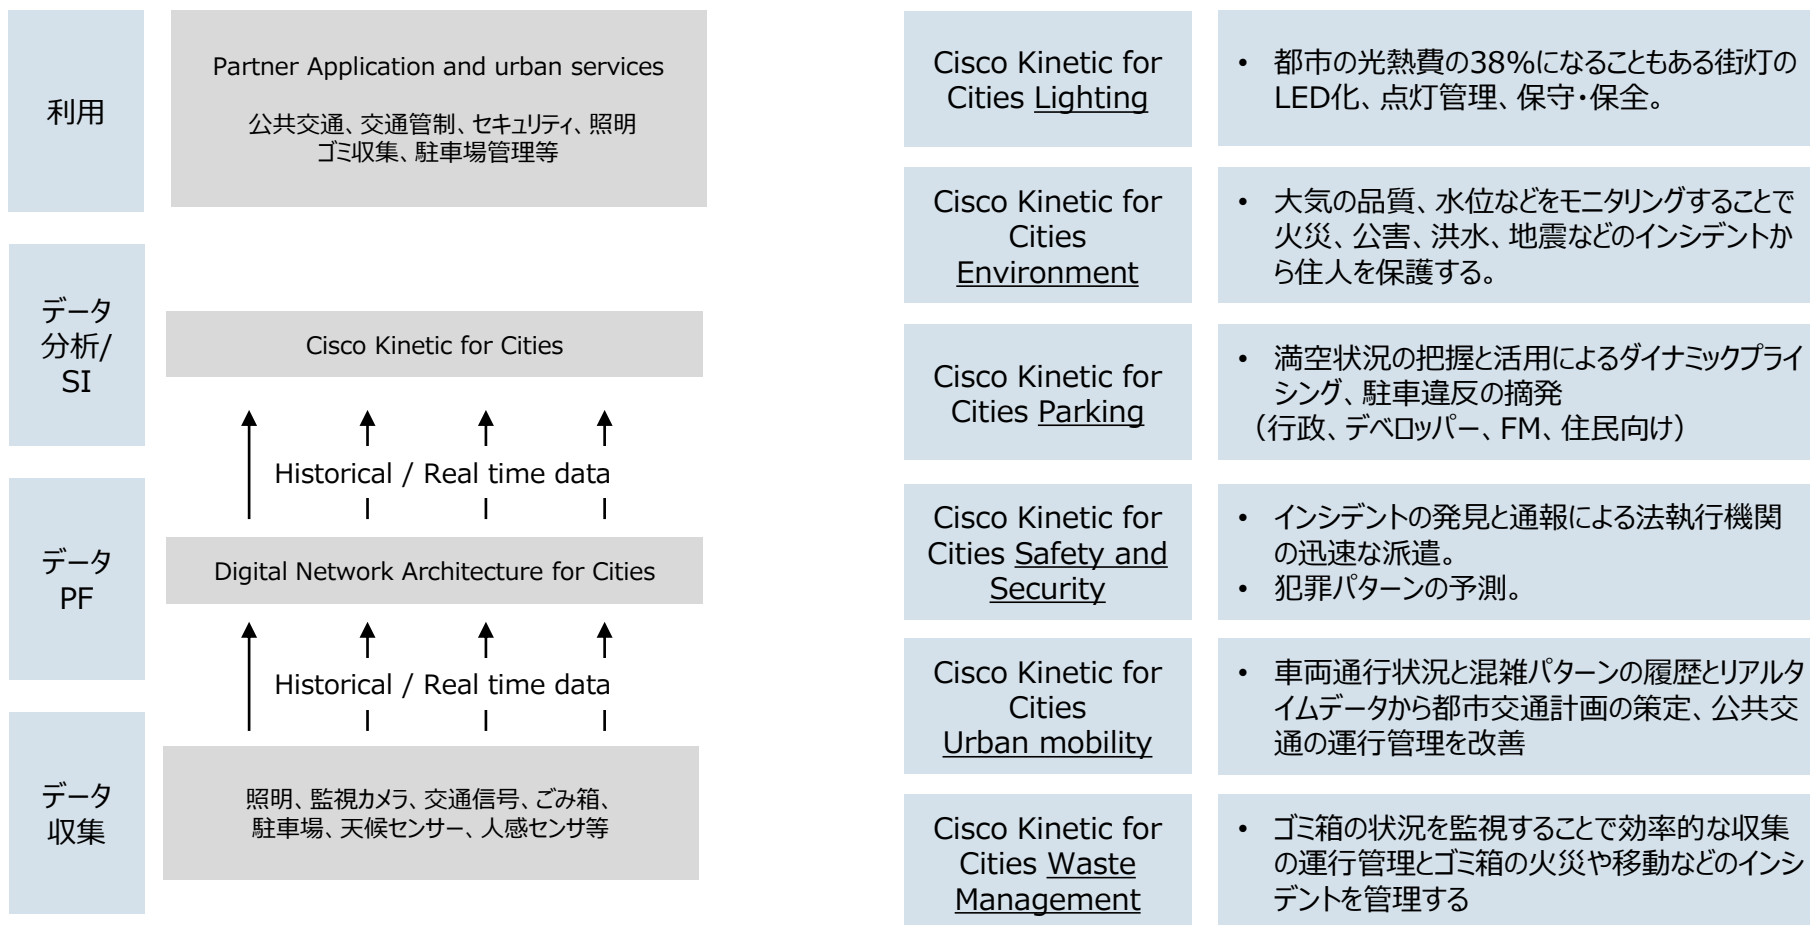 利用
Partner Application and urban services
公共交通、交通管制、セキュリティ、照明
ゴミ収集、駐車場管理等
データ
分析/
SI
Cisco Kinetic for Cities
Historical / Real time data
データ
PF
Digital Network Architecture for Cities
Historical / Real time data
データ
収集
照明、監視カメラ、交通信号、ごみ箱、
駐車場、天候センサー、人感センサ等
Cisco Kinetic for
Cities Lighting
• 都市の光熱費の38%になることもある街灯の
LED化、点灯管理、保守・保全。
Cisco Kinetic for
Cities
Environment
• 大気の品質、水位などをモニタリングすることで
火災、公害、洪水、地震などのインシデントか
ら住人を保護する。
Cisco Kinetic for
Cities Parking
• 満空状況の把握と活用によるダイナミックプライ
シング、駐車違反の摘発
（行政、デベロッパー、FM、住民向け）
Cisco Kinetic for
Cities Safety and
Security
• インシデントの発見と通報による法執行機関
の迅速な派遣。
• 犯罪パターンの予測。
Cisco Kinetic for
Cities
Urban mobility
• 車両通行状況と混雑パターンの履歴とリアルタ
イムデータから都市交通計画の策定、公共交
通の運行管理を改善
Cisco Kinetic for
Cities Waste
Management
• ゴミ箱の状況を監視することで効率的な収集
の運行管理とゴミ箱の火災や移動などのインシ
デントを管理する